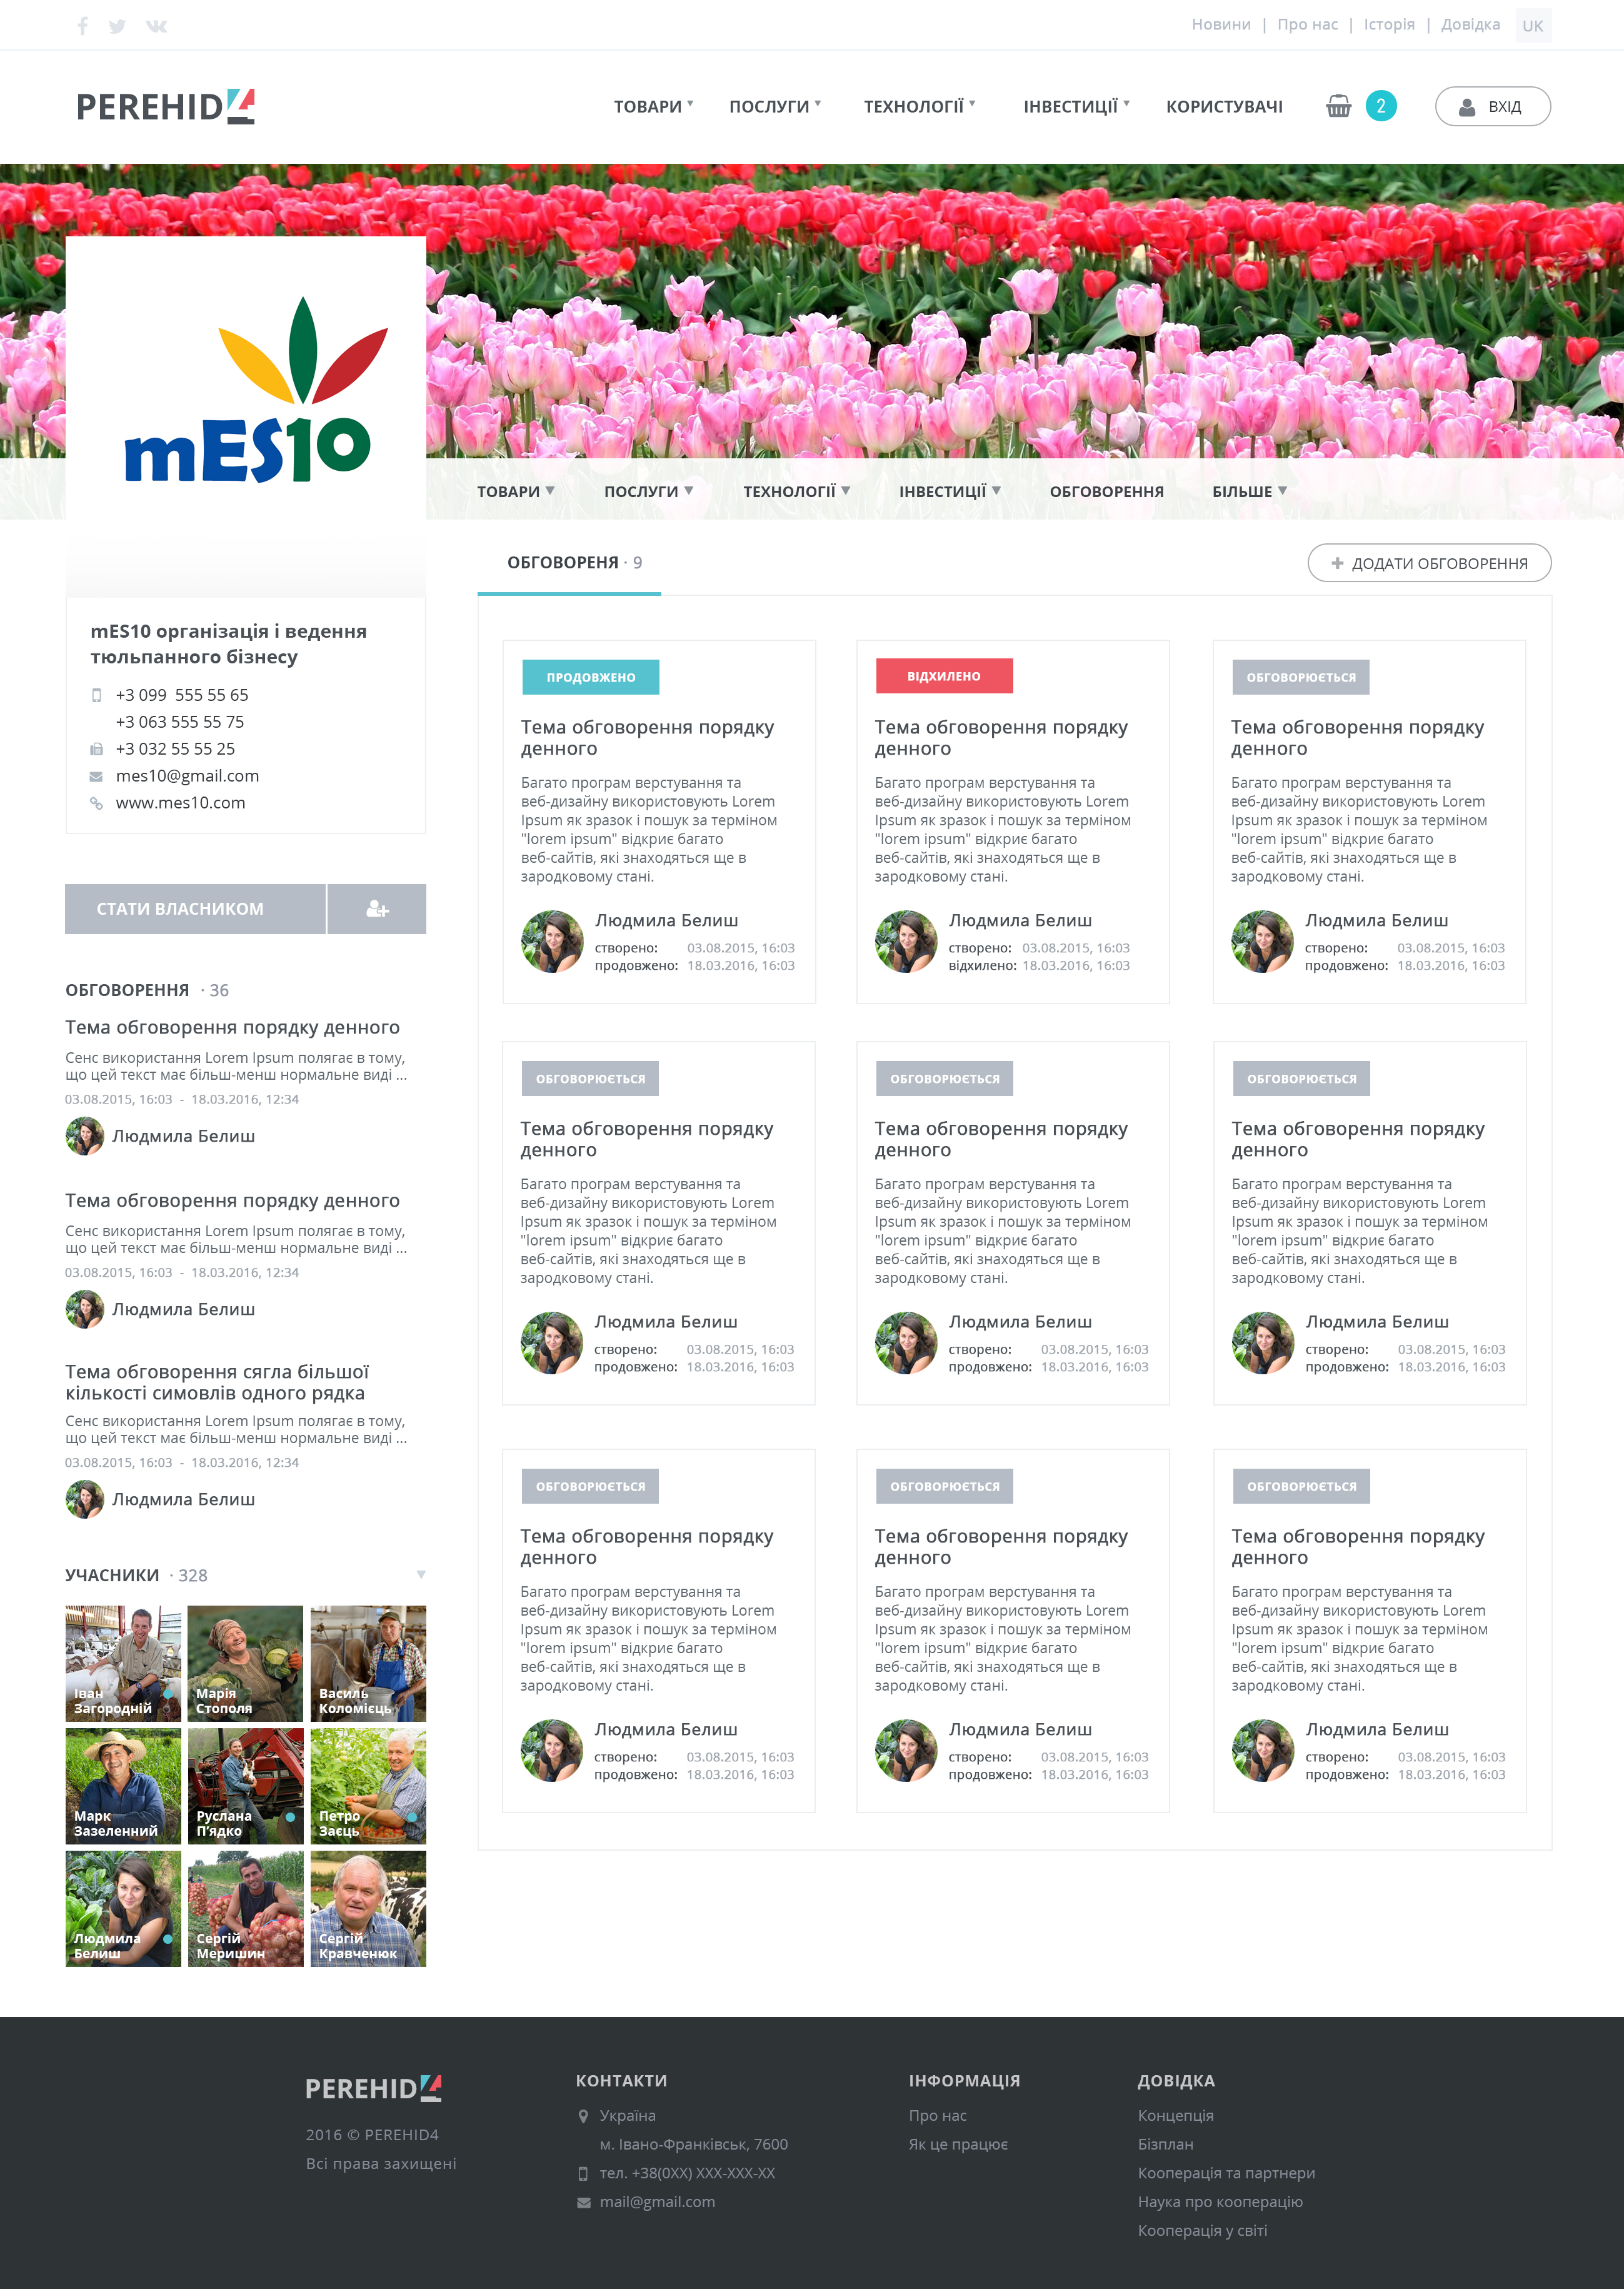 Новини | Про нас | Історія | Довідка UK
PEREHID4
ТОВАРИ ПОСЛУГИ ТЕХНОЛОГІЇ ІНВЕСТИЦІЇ КОРИСТУВАЧІ 2 ВХІД
mES10
ТОВАРИ ПОСЛУГИ ТЕХНОЛОГІЇ ІНВЕСТИЦІЇ ОБГОВОРЕННЯ БІЛЬШЕ
mES10 організація і ведення
тюльпанного бізнесу
+3 099 555 55 65
+3 063 555 55 75
+3 032 55 55 25
mes10@gmail.com
www.mes10.com
СТАТИ ВЛАСНИКОМ
ОБГОВОРЕННЯ · 36
Тема обговорення порядку денного
Сенс використання Lorem Ipsum полягає в тому,
що цей текст має більш-менш нормальне виді ...
03.08.2015, 16:03 - 18.03.2016, 12:34
Людмила Белиш
Тема обговорення порядку денного
Сенс використання Lorem Ipsum полягає в тому,
що цей текст має більш-менш нормальне виді ...
03.08.2015, 16:03 - 18.03.2016, 12:34
Людмила Белиш
Тема обговорення сягла більшої
кількості симовлів одного рядка
Сенс використання Lorem Ipsum полягає в тому,
що цей текст має більш-менш нормальне виді ...
03.08.2015, 16:03 - 18.03.2016, 12:34
Людмила Белиш
УЧАСНИКИ · 328
Іван
Загородній
Марія
Стополя
Василь
Коломієць
Марк
Зазеленний
Руслана
П'ядко
Петро
Заєць
Людмила
Белиш
Сергій
Меришин
Сергій
Кравченюк
ОБГОВОРЕНЯ · 9
ДОДАТИ ОБГОВОРЕННЯ
ПРОДОВЖЕНО
Тема обговорення порядку
денного
Багато програм верстування та
веб-дизайну використовують Lorem
Ipsum як зразок і пошук за терміном
"lorem ipsum" відкриє багато
веб-сайтів, які знаходяться ще в
зародковому стані.
Людмила Белиш
створено: 03.08.2015, 16:03
продовжено: 18.03.2016, 16:03
ВІДХИЛЕНО
Тема обговорення порядку
денного
Багато програм верстування та
веб-дизайну використовують Lorem
Ipsum як зразок і пошук за терміном
"lorem ipsum" відкриє багато
веб-сайтів, які знаходяться ще в
зародковому стані.
Людмила Белиш
створено: 03.08.2015, 16:03
відхилено: 18.03.2016, 16:03
ОБГОВОРЮЄТЬСЯ
Тема обговорення порядку
денного
Багато програм верстування та
веб-дизайну використовують Lorem
Ipsum як зразок і пошук за терміном
"lorem ipsum" відкриє багато
веб-сайтів, які знаходяться ще в
зародковому стані.
Людмила Белиш
створено: 03.08.2015, 16:03
продовжено: 18.03.2016, 16:03
ОБГОВОРЮЄТЬСЯ
Тема обговорення порядку
денного
Багато програм верстування та
веб-дизайну використовують Lorem
Ipsum як зразок і пошук за терміном
"lorem ipsum" відкриє багато
веб-сайтів, які знаходяться ще в
зародковому стані.
Людмила Белиш
створено: 03.08.2015, 16:03
продовжено: 18.03.2016, 16:03
ОБГОВОРЮЄТЬСЯ
Тема обговорення порядку
денного
Багато програм верстування та
веб-дизайну використовують Lorem
Ipsum як зразок і пошук за терміном
"lorem ipsum" відкриє багато
веб-сайтів, які знаходяться ще в
зародковому стані.
Людмила Белиш
створено: 03.08.2015, 16:03
продовжено: 18.03.2016, 16:03
ОБГОВОРЮЄТЬСЯ
Тема обговорення порядку
денного
Багато програм верстування та
веб-дизайну використовують Lorem
Ipsum як зразок і пошук за терміном
"lorem ipsum" відкриє багато
веб-сайтів, які знаходяться ще в
зародковому стані.
Людмила Белиш
створено: 03.08.2015, 16:03
продовжено: 18.03.2016, 16:03
ОБГОВОРЮЄТЬСЯ
Тема обговорення порядку
денного
Багато програм верстування та
веб-дизайну використовують Lorem
Ipsum як зразок і пошук за терміном
"lorem ipsum" відкриє багато
веб-сайтів, які знаходяться ще в
зародковому стані.
Людмила Белиш
створено: 03.08.2015, 16:03
продовжено: 18.03.2016, 16:03
ОБГОВОРЮЄТЬСЯ
Тема обговорення порядку
денного
Багато програм верстування та
веб-дизайну використовують Lorem
Ipsum як зразок і пошук за терміном
"lorem ipsum" відкриє багато
веб-сайтів, які знаходяться ще в
зародковому стані.
Людмила Белиш
створено: 03.08.2015, 16:03
продовжено: 18.03.2016, 16:03
ОБГОВОРЮЄТЬСЯ
Тема обговорення порядку
денного
Багато програм верстування та
веб-дизайну використовують Lorem
Ipsum як зразок і пошук за терміном
"lorem ipsum" відкриє багато
веб-сайтів, які знаходяться ще в
зародковому стані.
Людмила Белиш
створено: 03.08.2015, 16:03
продовжено: 18.03.2016, 16:03
PEREHID4
2016 © PEREHID4
Всі права захищені
КОНТАКТИ
Україна
м. Івано-Франківськ, 7600
тел. +38(0XX) XXX-XXX-XX
mail@gmail.com
ІНФОРМАЦІЯ
Про нас
Як це працює
ДОВІДКА
Концепція
Бізплан
Кооперація та партнери
Наука про кооперацію
Кооперація у світі